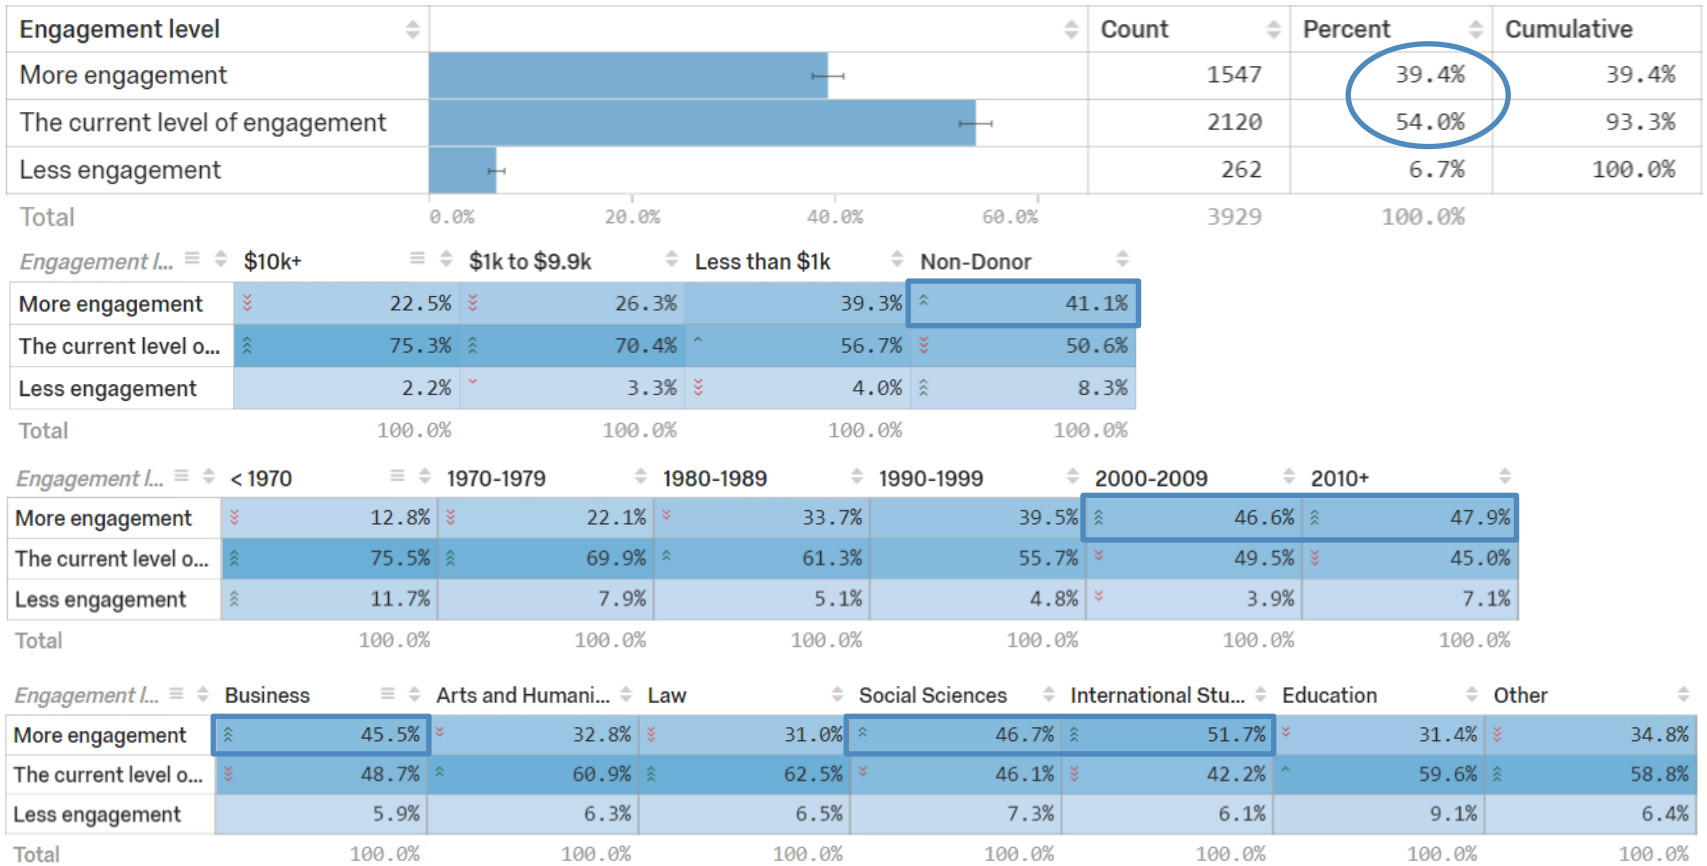 Engagement level Count Percent Cumulative
More engagement 1547 39.4% 39.4%
The current level of engagement 2120 54.0% 93.3%
Less engagement 262 6.7% 100.0%
Total 0.0% 20.0% 40.0% 60.0% 3929 100.0%
Engagement l... $10k+ $1k to $9.9k Less than $1k Non-Donor
More engagement 22.5% 26.3% 39.3% 41.1%
The current level o... 75.3% 70.4% 56.7% 50.6%
Less engagement 2.2% 3.3% 4.0% 8.3%
Total 100.0% 100.0% 100.0% 100.0%
Engagement l... < 1970 1970-1979 1980-1989 1990-1999 2000-2009 2010+
More engagement 12.8% 22.1% 33.7% 39.5% 46.6% 47.9%
The current level o... 75.5% 69.9% 61.3% 55.7% 49.5% 45.0%
Less engagement 11.7% 7.9% 5.1% 4.8% 3.9% 7.1%
Total 100.0% 100.0% 100.0% 100.0% 100.0% 100.0%
Engagement l... Business Arts and Humani... Law Social Sciences International Stu... Education Other
More engagement 45.5% 32.8% 31.0% 46.7% 51.7% 31.4% 34.8%
The current level o... 48.7% 60.9% 62.5% 46.1% 42.2% 59.6% 58.8%
Less engagement 5.9% 6.3% 6.5% 7.3% 6.1% 9.1% 6.4%
Total 100.0% 100.0% 100.0% 100.0% 100.0% 100.0% 100.0%